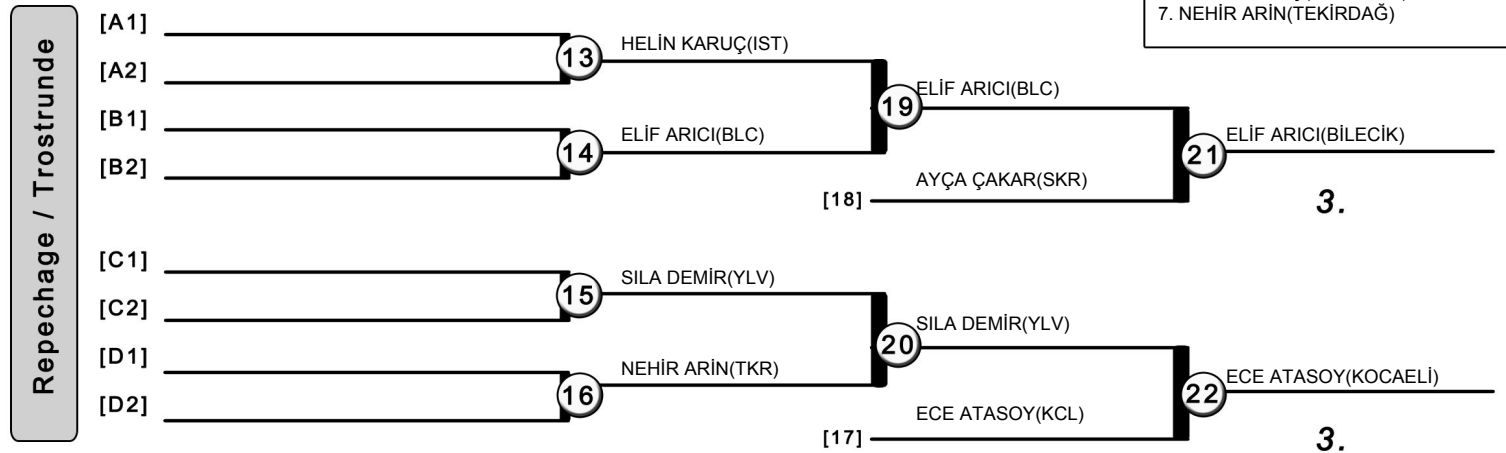 7. NEHİR ARİN(TEKİRDAĞ)
Repechage / Trostrunde
[A1]
[A2]
13
HELİN KARUÇ(IST)
[B1]
[B2]
14
ELİF ARICI(BLC)
19
ELİF ARICI(BLC)
[18]
AYÇA ÇAKAR(SKR)
21
ELİF ARICI(BİLECİK)
3.
[C1]
[C2]
15
SILA DEMİR(YLV)
[D1]
[D2]
16
NEHİR ARİN(TKR)
20
SILA DEMİR(YLV)
[17]
ECE ATASOY(KCL)
22
ECE ATASOY(KOCAELİ)
3.